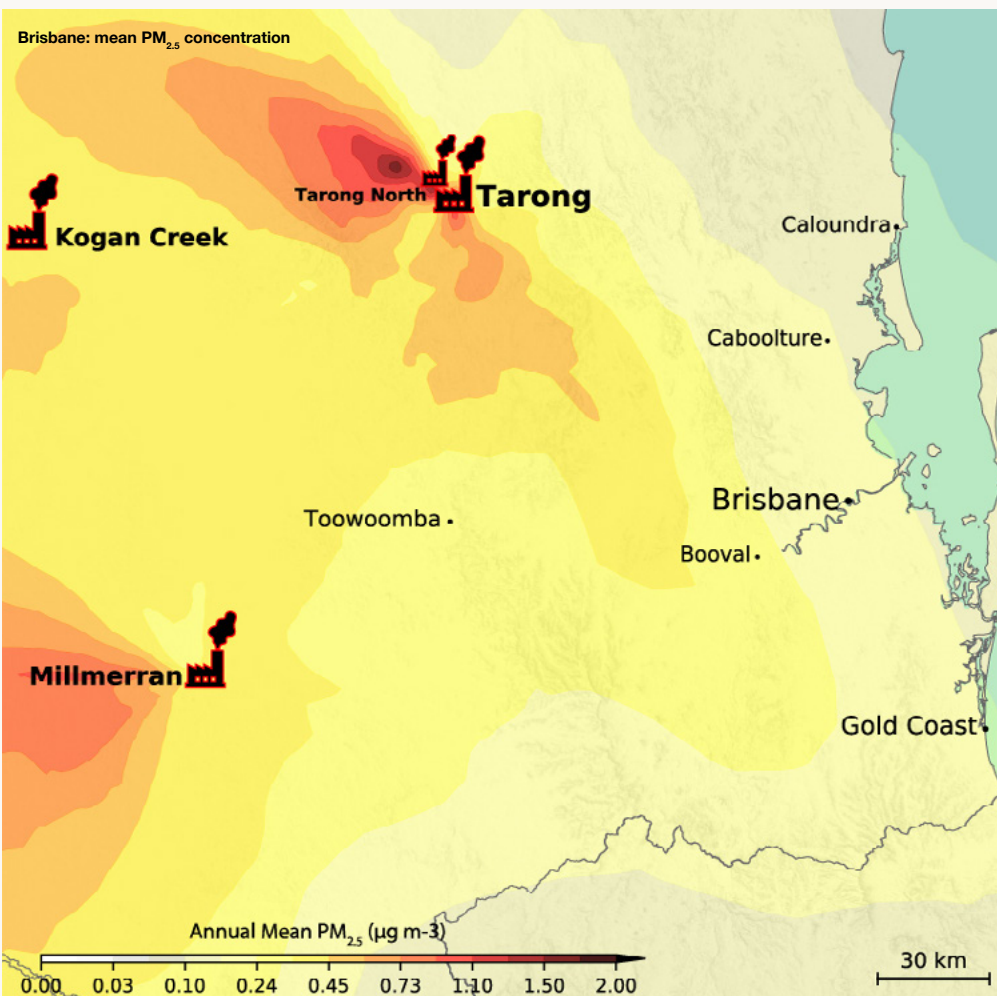 Brisbane: mean PM2.5 concentration
Tarong North
Tarong
Kogan Creek
Caloundra
Caboolture
Brisbane
Toowoomba
Booval
Millmerran
Gold Coast
Annual Mean PM2.5 (µg m-3)
30 km
0.00 0.03 0.10 0.24 0.45 0.73 1.10 1.50 2.00